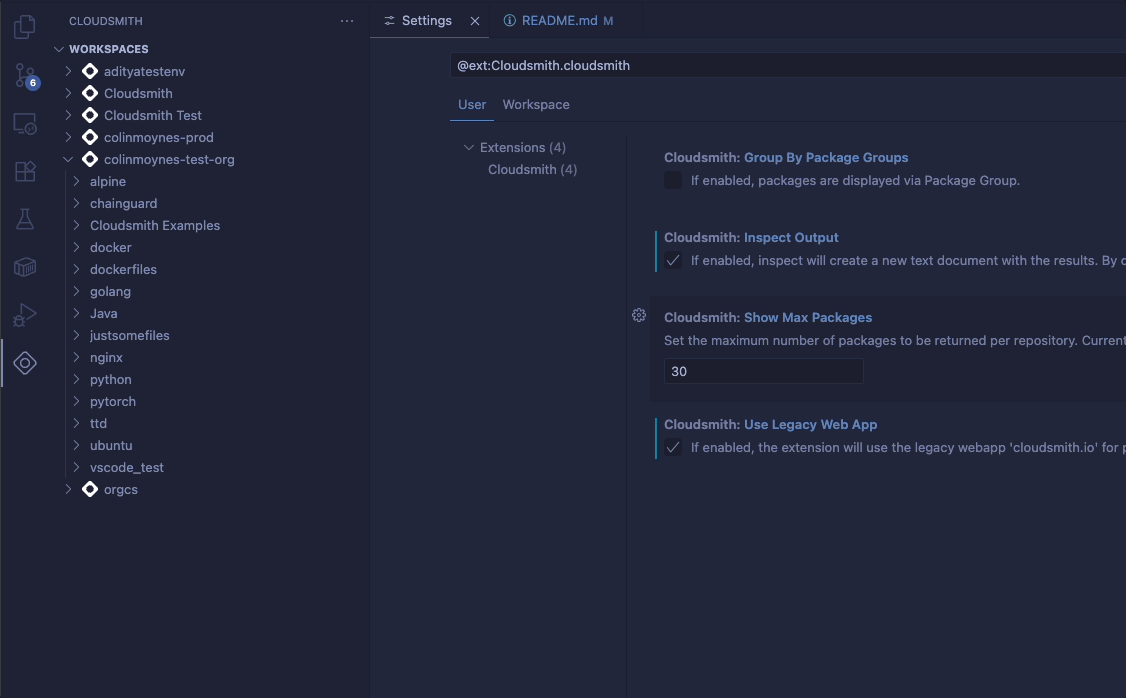 CLOUDSMITH
WORKSPACES
adityatestenv
Cloudsmith
Cloudsmith Test
colinmoynes-prod
colinmoynes-test-org
alpine
chainguard
Cloudsmith Examples
docker
dockerfiles
golang
Java
justsomefiles
nginx
python
pytorch
ttd
ubuntu
vscode_test
orgcs
6
Settings
README.md M
@ext:Cloudsmith.cloudsmith
User Workspace
Extensions (4)
Cloudsmith (4)
Cloudsmith: Group By Package Groups
If enabled, packages are displayed via Package Group.
Cloudsmith: Inspect Output
If enabled, inspect will create a new text document with the results. By
Cloudsmith: Show Max Packages
Set the maximum number of packages to be returned per repository. Current
30
Cloudsmith: Use Legacy Web App
If enabled, the extension will use the legacy webapp 'cloudsmith.io' for